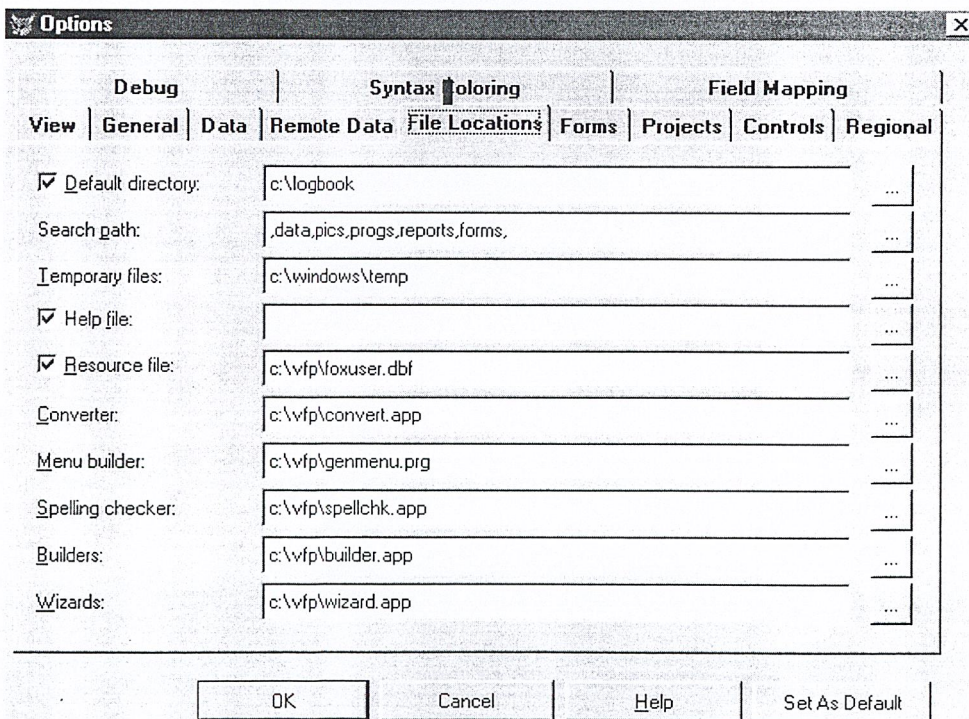 Options
Debug Syntax Coloring Field Mapping
View General Data Remote Data File Locations Forms Projects Controls Regional
Default directory: c:\logbook ...
Search path: ,data,pics,progs,reports,forms, ...
Temporary files: c:\windows\temp ...
Help file: ...
Resource file: c:\vfp\foxuser.dbf ...
Converter: c:\vfp\convert.app ...
Menu builder: c:\vfp\genmenu.prg ...
Spelling checker: c:\vfp\spellchk.app ...
Builders: c:\vfp\builder.app ...
Wizards: c:\vfp\wizard.app ...
OK Cancel Help Set As Default